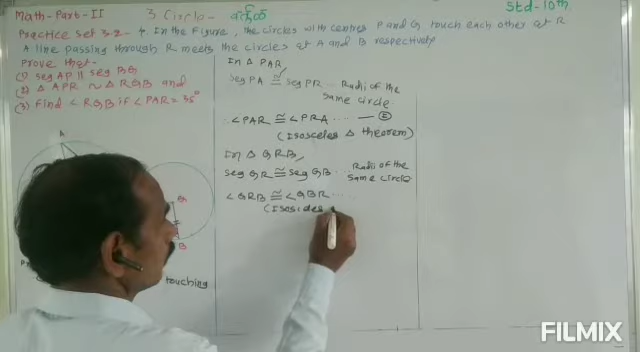 Math-Part-II 3 Circle- वर्तुळ Std-10th.
Practice set 3.2 - 4. In the Figure, the circles with centres P and Q touch each other at R
A line passing through R meets the circles at A and B respectively
Prove that-
(1) seg AP || seg BQ
(2) △ APR ~ △ RQB and
(3) Find ∠ RQB if ∠ PAR = 35°
A
Q
B
touching
In △ PAR,
seg PA ≅ seg PR ... Radii of the
same circle.
∴ ∠PAR ≅ ∠PRA .... — ②
(Isosceles △ theorem)
In △ QRB,
seg QR ≅ seg QB .. Radii of the
same circle
∠QRB ≅ ∠QBR ....
(Isosides
FILMIX